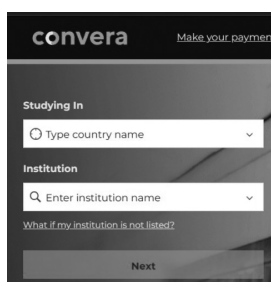 convera
Make your paymen
Studying In
Type country name
Institution
Enter institution name
What if my institution is not listed?
Next